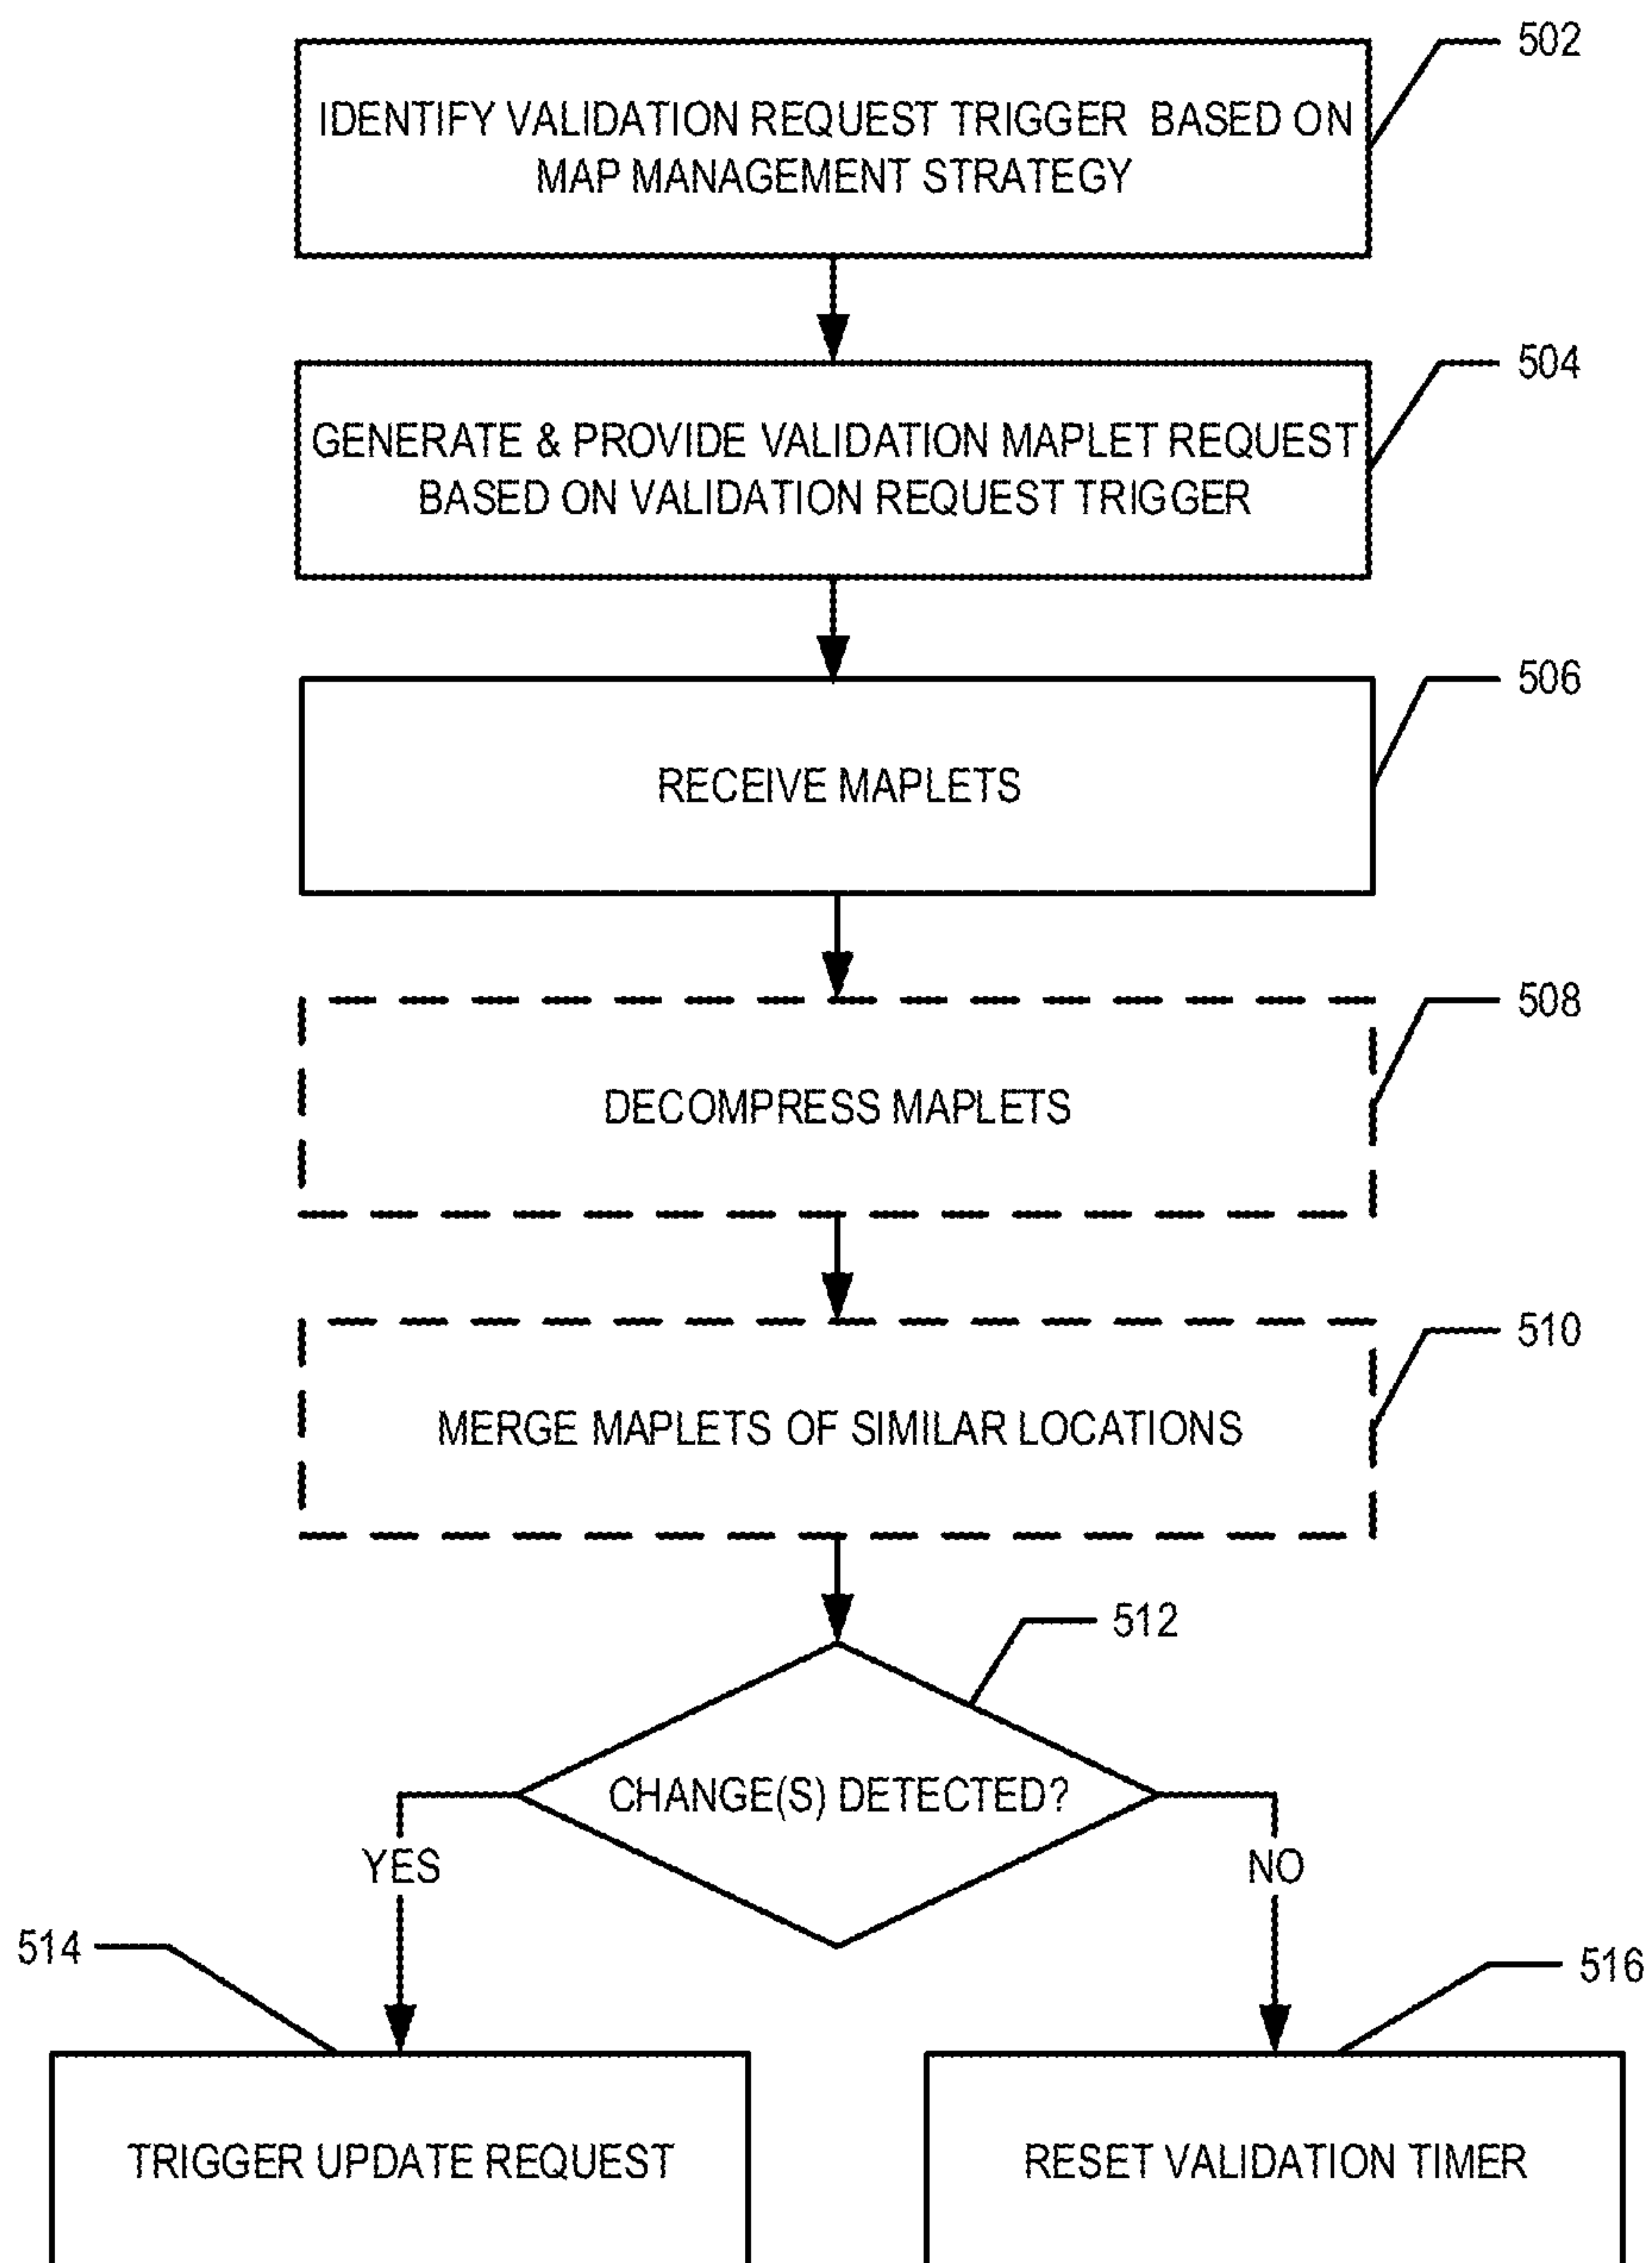 502
IDENTIFY VALIDATION REQUEST TRIGGER BASED ON
MAP MANAGEMENT STRATEGY
504
GENERATE & PROVIDE VALIDATION MAPLET REQUEST
BASED ON VALIDATION REQUEST TRIGGER
506
RECEIVE MAPLETS
508
DECOMPRESS MAPLETS
510
MERGE MAPLETS OF SIMILAR LOCATIONS
512
CHANGE(S) DETECTED?
YES
NO
514
516
TRIGGER UPDATE REQUEST
RESET VALIDATION TIMER